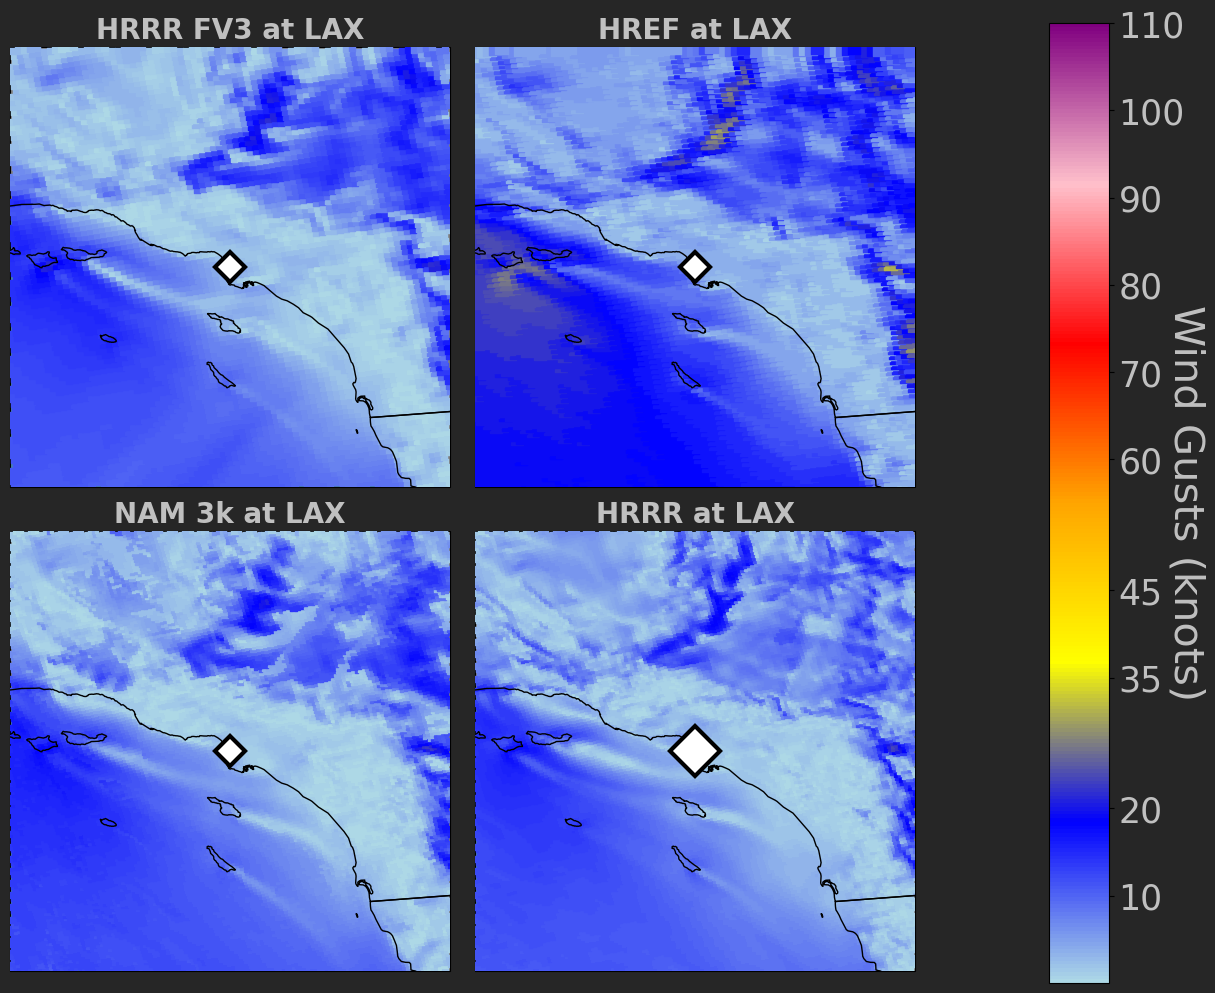 HRRR FV3 at LAX
HREF at LAX
NAM 3k at LAX
HRRR at LAX
110
100
90
80
70
60
45
35
20
10
Wind Gusts (knots)